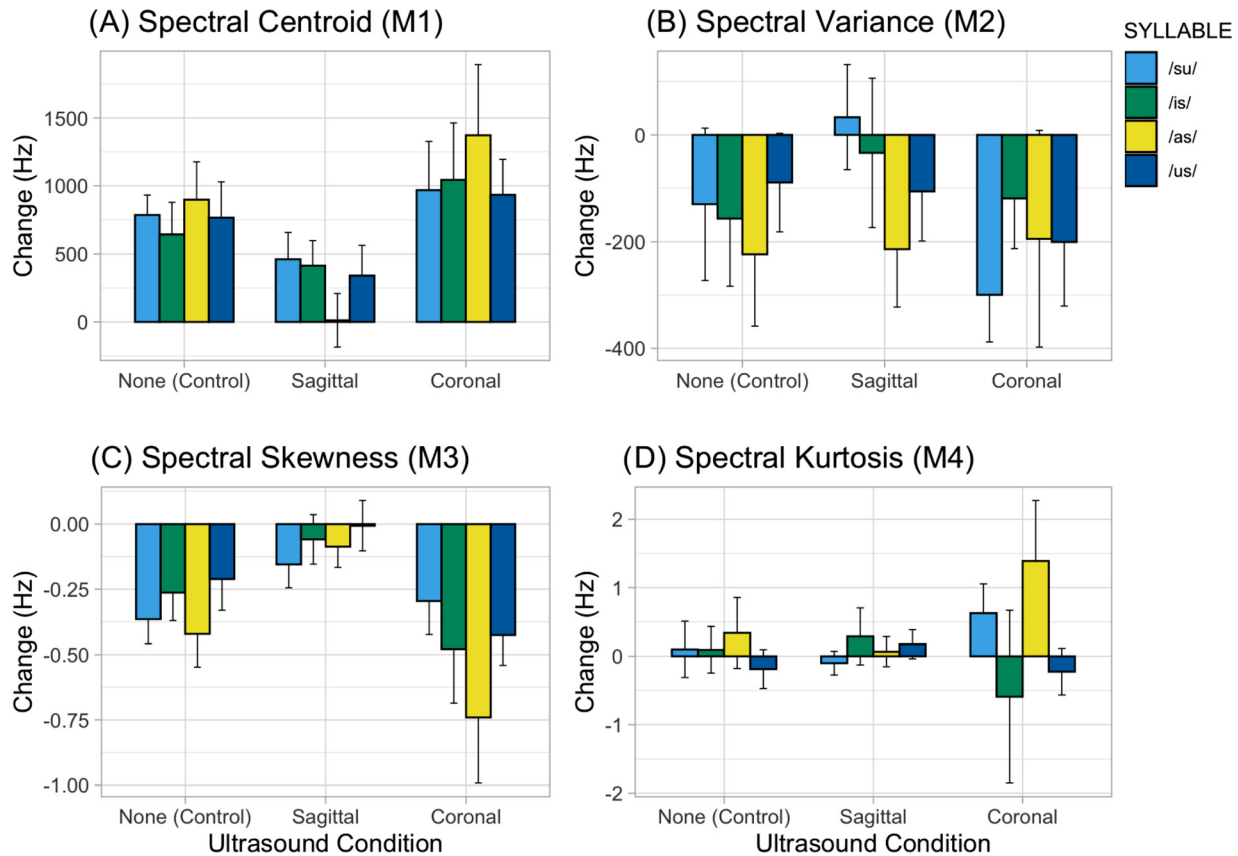 (A) Spectral Centroid (M1)
Change (Hz)
1500
1000
500
0
None (Control) Sagittal Coronal
(B) Spectral Variance (M2)
Change (Hz)
0
-200
-400
None (Control) Sagittal Coronal
SYLLABLE
/su/
/is/
/as/
/us/
(C) Spectral Skewness (M3)
Change (Hz)
0.00
-0.25
-0.50
-0.75
-1.00
None (Control) Sagittal Coronal
Ultrasound Condition
(D) Spectral Kurtosis (M4)
Change (Hz)
2
1
0
-1
-2
None (Control) Sagittal Coronal
Ultrasound Condition